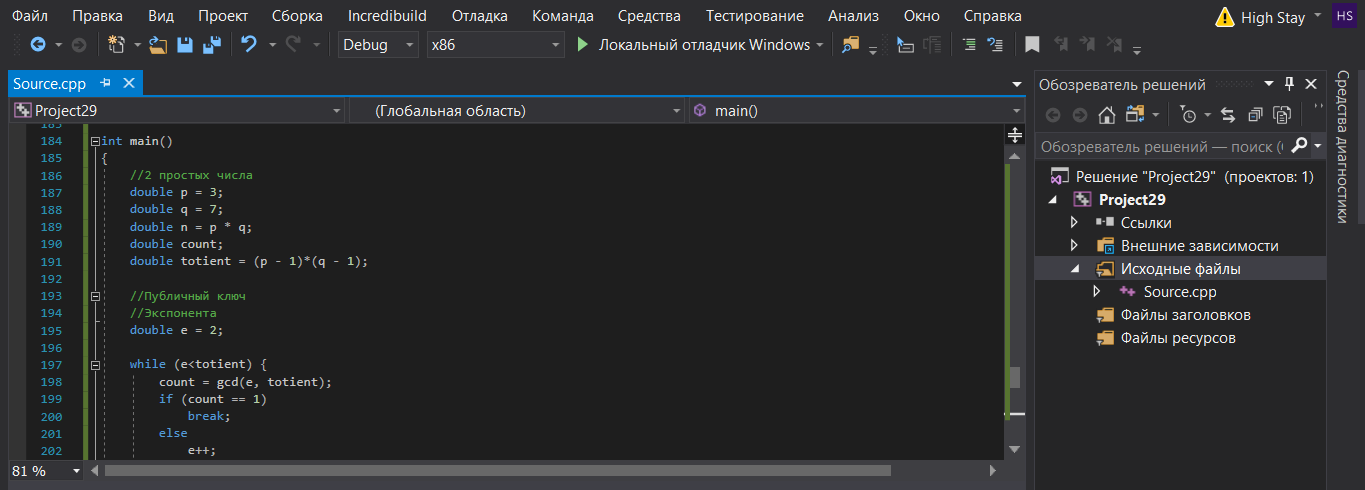 Файл Правка Вид Проект Сборка Incredibuild Отладка Команда Средства Тестирование Анализ Окно Справка High Stay HS
Debug x86 Локальный отладчик Windows
Source.cpp
Project29 (Глобальная область) main()
183
184 int main()
185 {
186 //2 простых числа
187 double p = 3;
188 double q = 7;
189 double n = p * q;
190 double count;
191 double totient = (p - 1)*(q - 1);
192
193 //Публичный ключ
194 //Экспонента
195 double e = 2;
196
197 while (e<totient) {
198 count = gcd(e, totient);
199 if (count == 1)
200 break;
201 else
202 e++;
81 %
Обозреватель решений
Обозреватель решений — поиск (
Решение "Project29" (проектов: 1)
Project29
Ссылки
Внешние зависимости
Исходные файлы
Source.cpp
Файлы заголовков
Файлы ресурсов
Средства диагностики